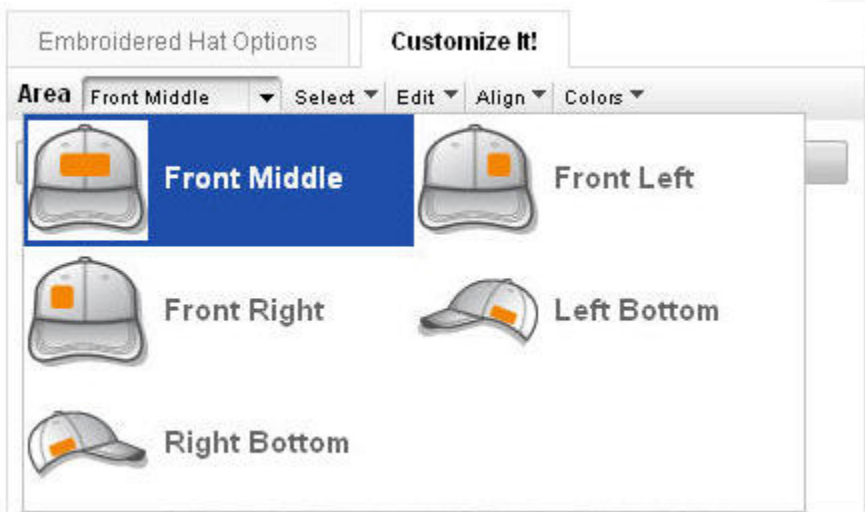 Embroidered Hat Options
Customize It!
Area Front Middle Select Edit Align Colors
Front Middle
Front Left
Front Right
Left Bottom
Right Bottom